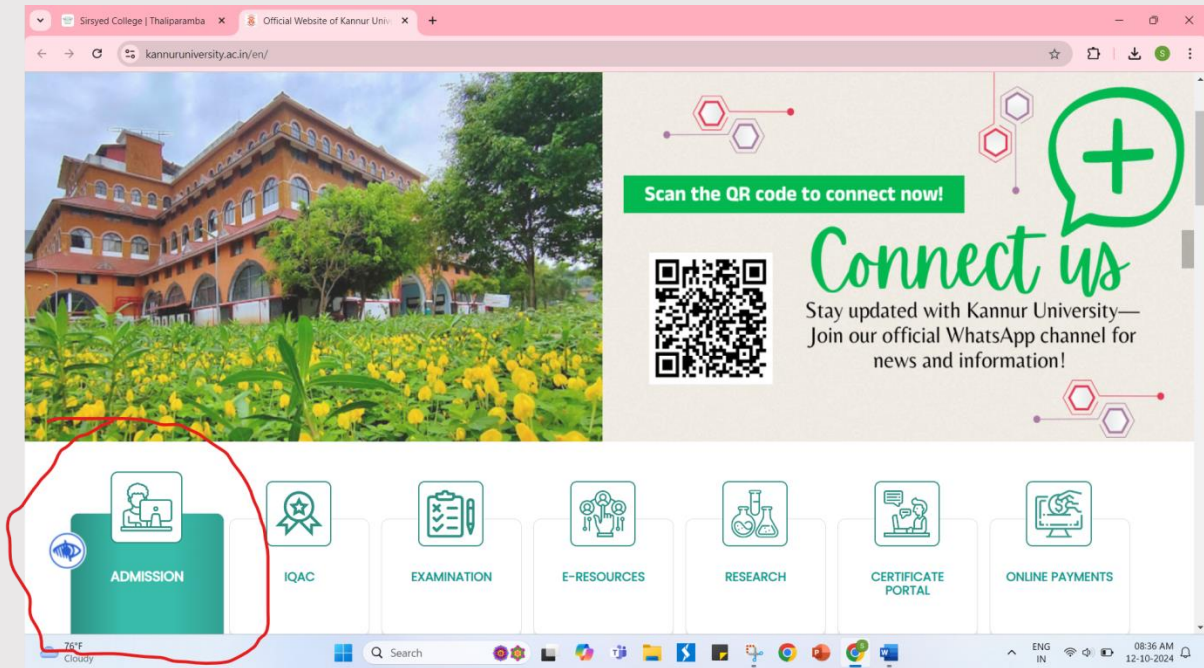 Sirsyed College | Thaliparamba
Official Website of Kannur Unive
kannuruniversity.ac.in/en/
S
Scan the QR code to connect now!
Connect us
Stay updated with Kannur University—
Join our official WhatsApp channel for
news and information!
ADMISSION
IQAC
EXAMINATION
E-RESOURCES
RESEARCH
CERTIFICATE
PORTAL
ONLINE PAYMENTS
76°F
Cloudy
Search
ENG
IN
08:36 AM
12-10-2024